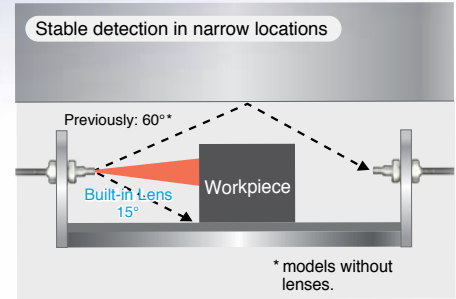 Stable detection in narrow locations
Previously: 60°*
Built-in Lens
15°
Workpiece
* models without
lenses.